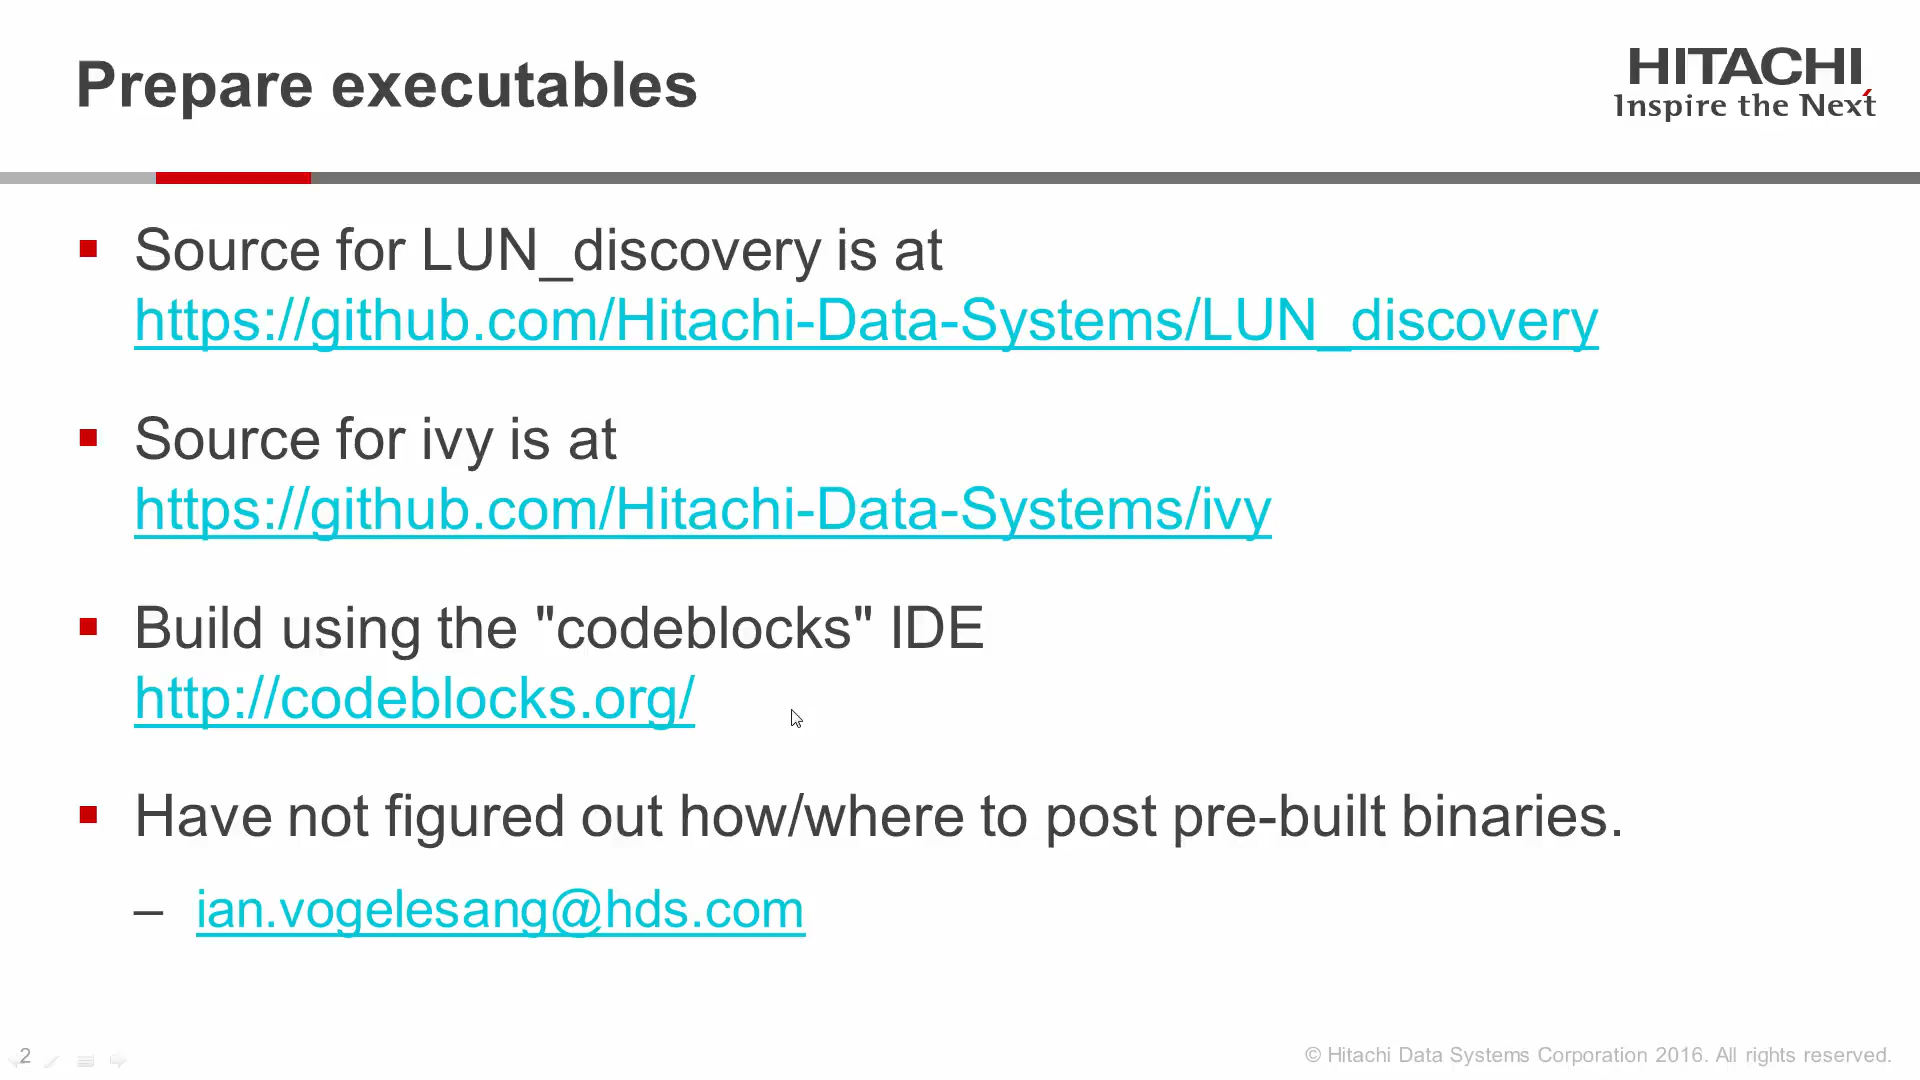 Prepare executables
HITACHI
Inspire the Next
Source for LUN_discovery is at
https://github.com/Hitachi-Data-Systems/LUN_discovery
Source for ivy is at
https://github.com/Hitachi-Data-Systems/ivy
Build using the "codeblocks" IDE
http://codeblocks.org/
Have not figured out how/where to post pre-built binaries.
– ian.vogelesang@hds.com
2
© Hitachi Data Systems Corporation 2016. All rights reserved.